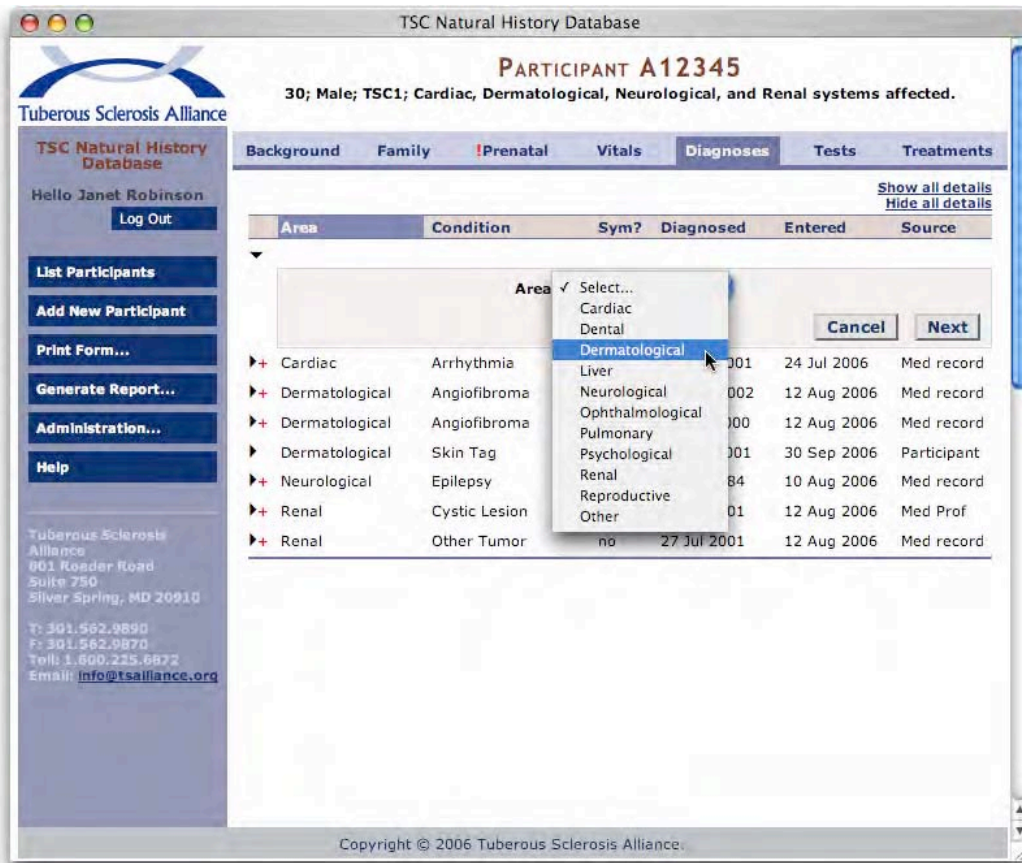 TSC Natural History Database
Tuberous Sclerosis Alliance
PARTICIPANT A12345
30; Male; TSC1; Cardiac, Dermatological, Neurological, and Renal systems affected.
TSC Natural History
Database
Hello Janet Robinson
Log Out
List Participants
Add New Participant
Print Form...
Generate Report...
Administration...
Help
Tuberous Sclerosis
Alliance
801 Roeder Road
Suite 750
Silver Spring, MD 20910
T: 301.562.9890
F: 301.562.9870
Toll: 1.800.225.6872
Email: info@tsalliance.org
Background Family !Prenatal Vitals Diagnoses Tests Treatments
Show all details
Hide all details
Area Condition Sym? Diagnosed Entered Source
Area
✓ Select...
Cardiac
Dental
Dermatological
Liver
Neurological
Ophthalmological
Pulmonary
Psychological
Renal
Reproductive
Other
Cancel Next
+ Cardiac Arrhythmia 001 24 Jul 2006 Med record
+ Dermatological Angiofibroma 002 12 Aug 2006 Med record
+ Dermatological Angiofibroma 000 12 Aug 2006 Med record
Dermatological Skin Tag 001 30 Sep 2006 Participant
+ Neurological Epilepsy 84 10 Aug 2006 Med record
+ Renal Cystic Lesion 01 12 Aug 2006 Med Prof
+ Renal Other Tumor no 27 Jul 2001 12 Aug 2006 Med record
Copyright © 2006 Tuberous Sclerosis Alliance.